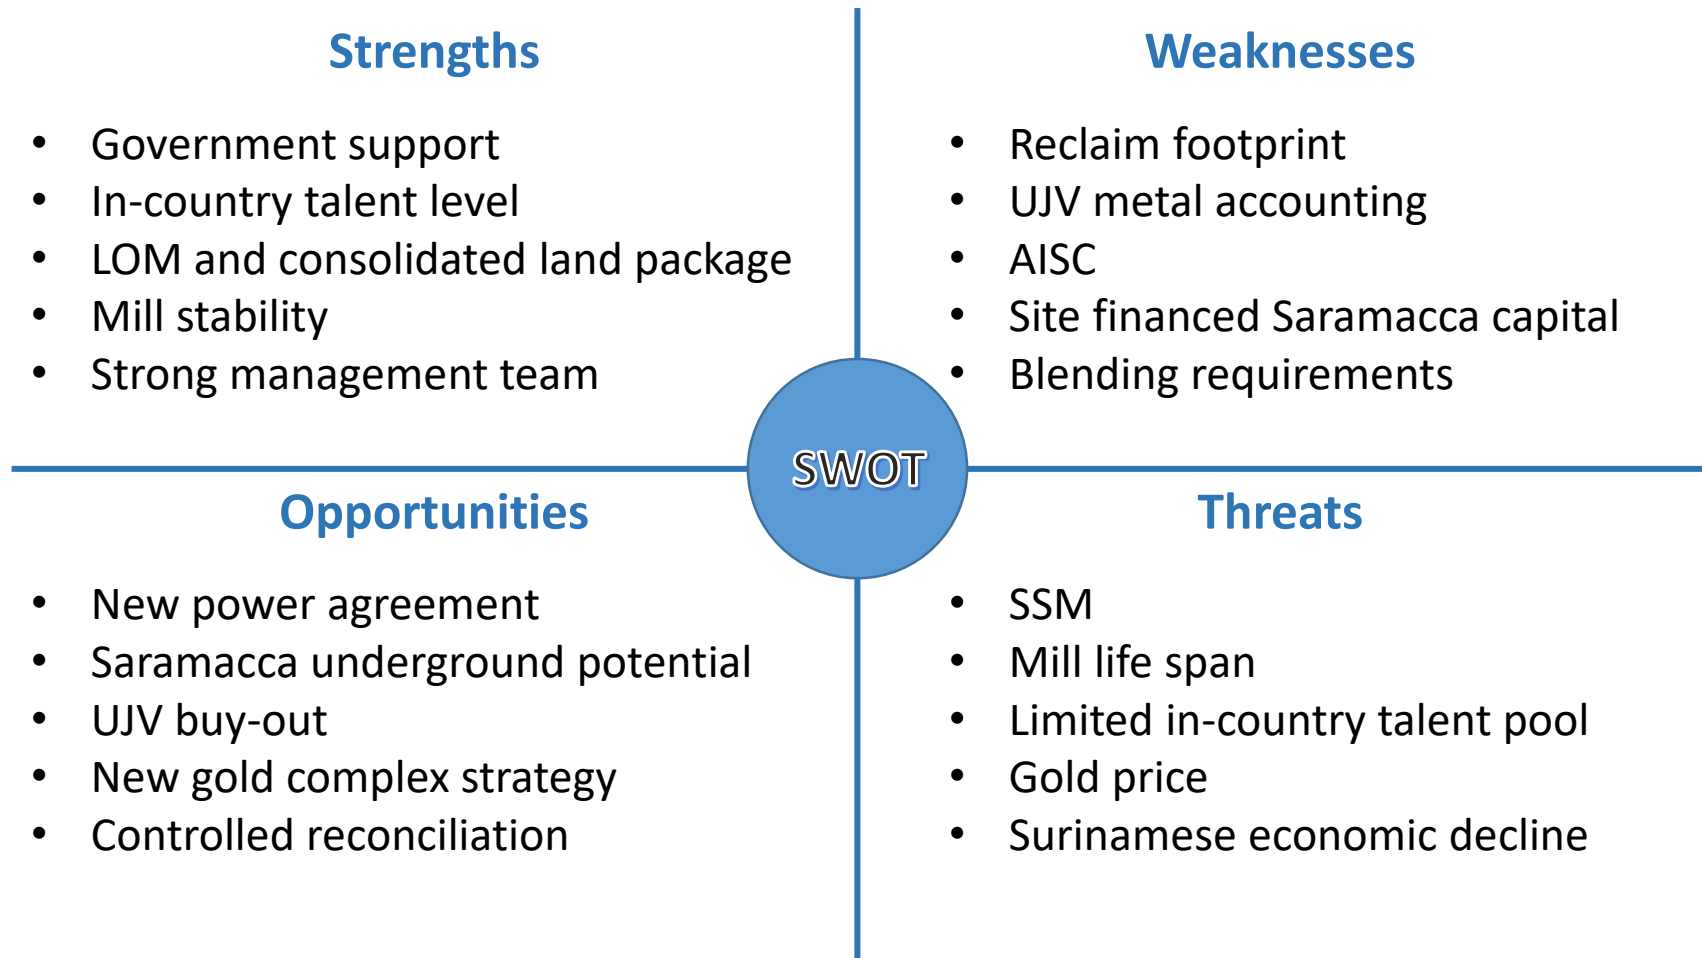 Strengths
• Government support
• In-country talent level
• LOM and consolidated land package
• Mill stability
• Strong management team
Weaknesses
• Reclaim footprint
• UJV metal accounting
• AISC
• Site financed Saramacca capital
• Blending requirements
SWOT
Opportunities
• New power agreement
• Saramacca underground potential
• UJV buy-out
• New gold complex strategy
• Controlled reconciliation
Threats
• SSM
• Mill life span
• Limited in-country talent pool
• Gold price
• Surinamese economic decline